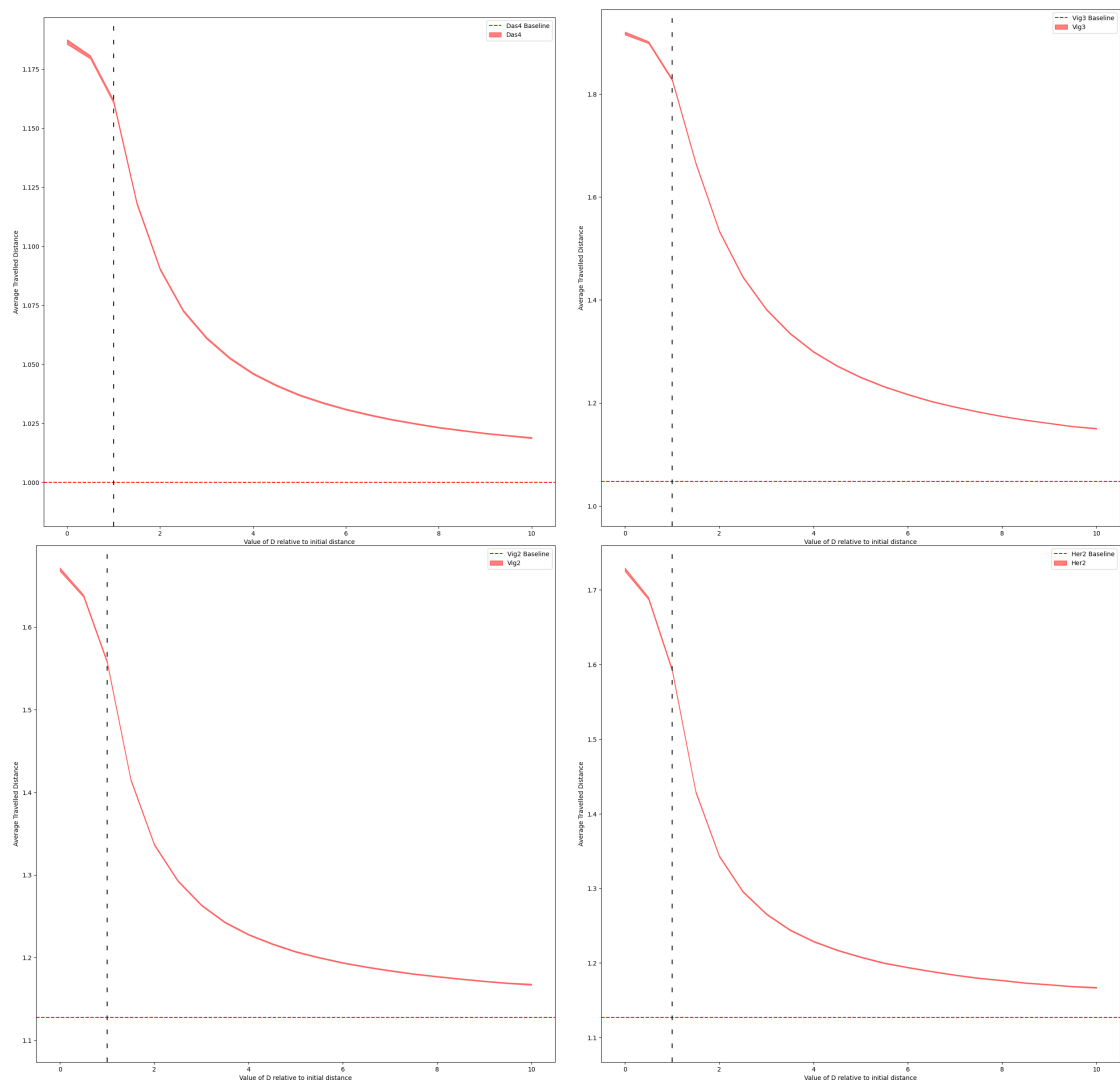 Das4 Baseline
Das4
1.175
1.150
1.125
1.100
1.075
1.050
1.025
1.000
Average Travelled Distance
0 2 4 6 8 10
Value of D relative to initial distance
Vig3 Baseline
Vig3
1.8
1.6
1.4
1.2
1.0
Average Travelled Distance
0 2 4 6 8 10
Value of D relative to initial distance
Vig2 Baseline
Vig2
1.6
1.5
1.4
1.3
1.2
1.1
Average Travelled Distance
0 2 4 6 8 10
Value of D relative to initial distance
Her2 Baseline
Her2
1.7
1.6
1.5
1.4
1.3
1.2
1.1
Average Travelled Distance
0 2 4 6 8 10
Value of D relative to initial distance